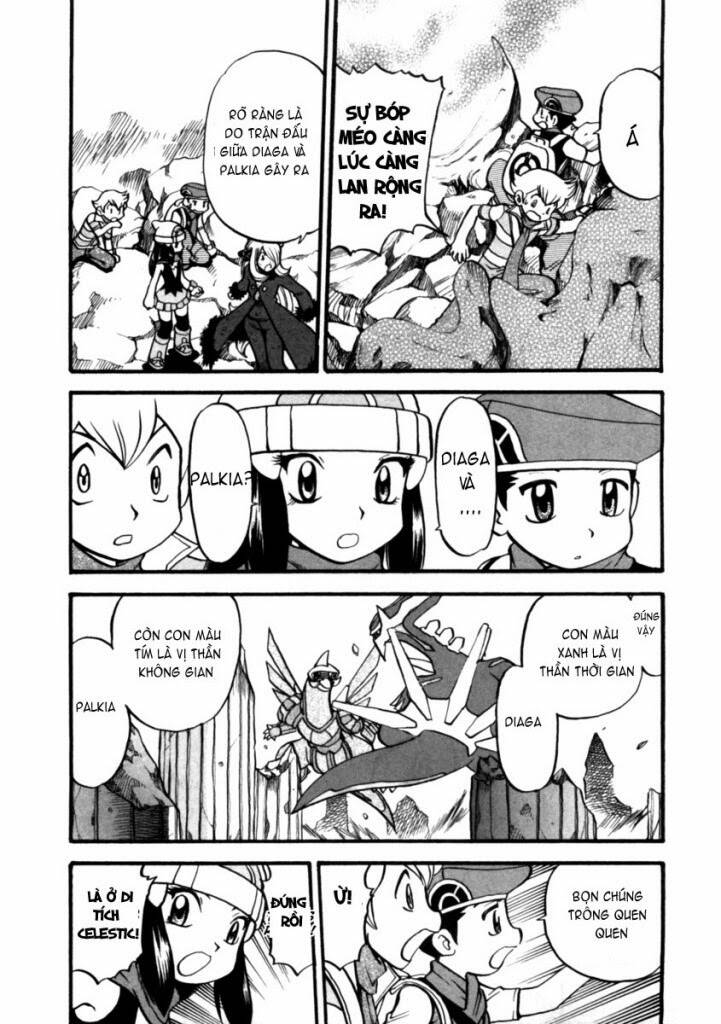 Á
SỰ BÓP
MÉO CÀNG
LÚC CÀNG
LAN RỘNG
RA!
RÕ RÀNG LÀ
DO TRẬN ĐẤU
GIỮA DIAGA VÀ
PALKIA GÂY RA
DIAGA
VÀ
....
PALKIA?
ĐÚNG
VẬY
CON MÀU
XANH LÀ VỊ
THẦN THỜI GIAN
DIAGA
CÒN CON MÀU
TÍM LÀ VỊ THẦN
KHÔNG GIAN
PALKIA
BỌN CHÚNG
TRÔNG QUEN
QUEN
Ừ!
ĐÚNG
RỒI
LÀ Ở DI
TÍCH
CELESTIC!